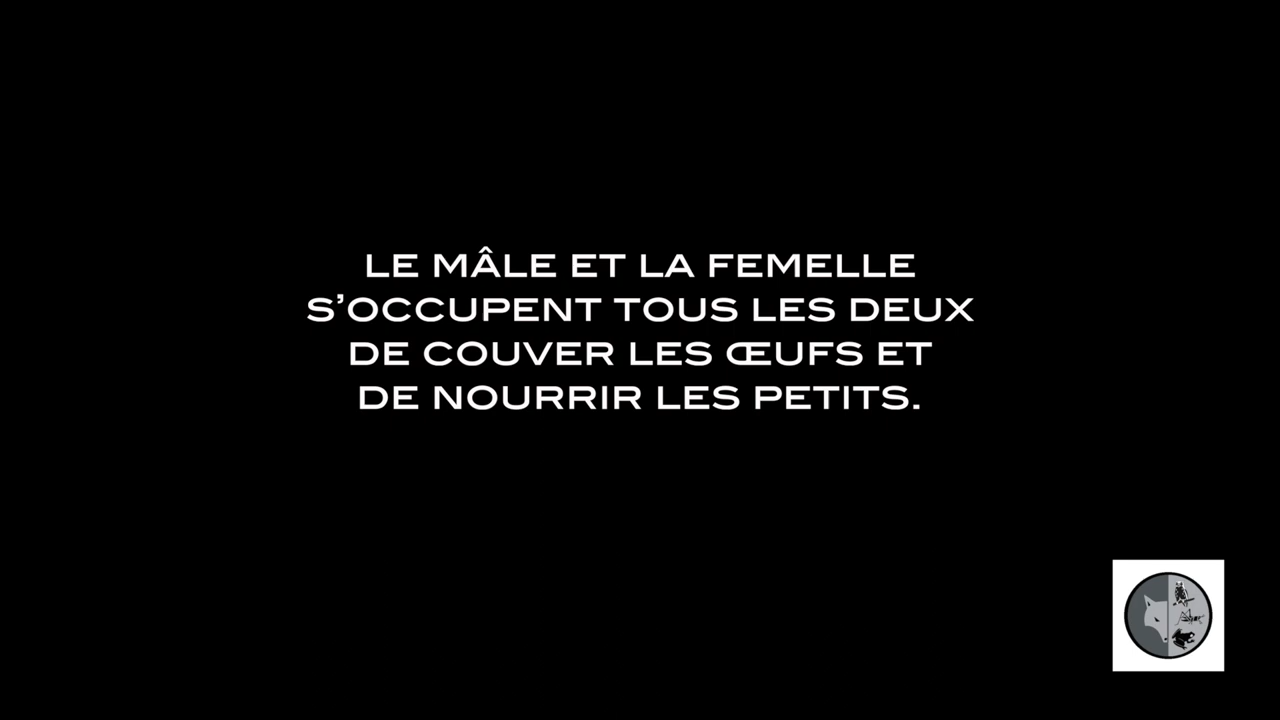 LE MÂLE ET LA FEMELLE
S’OCCUPENT TOUS LES DEUX
DE COUVER LES ŒUFS ET
DE NOURRIR LES PETITS.